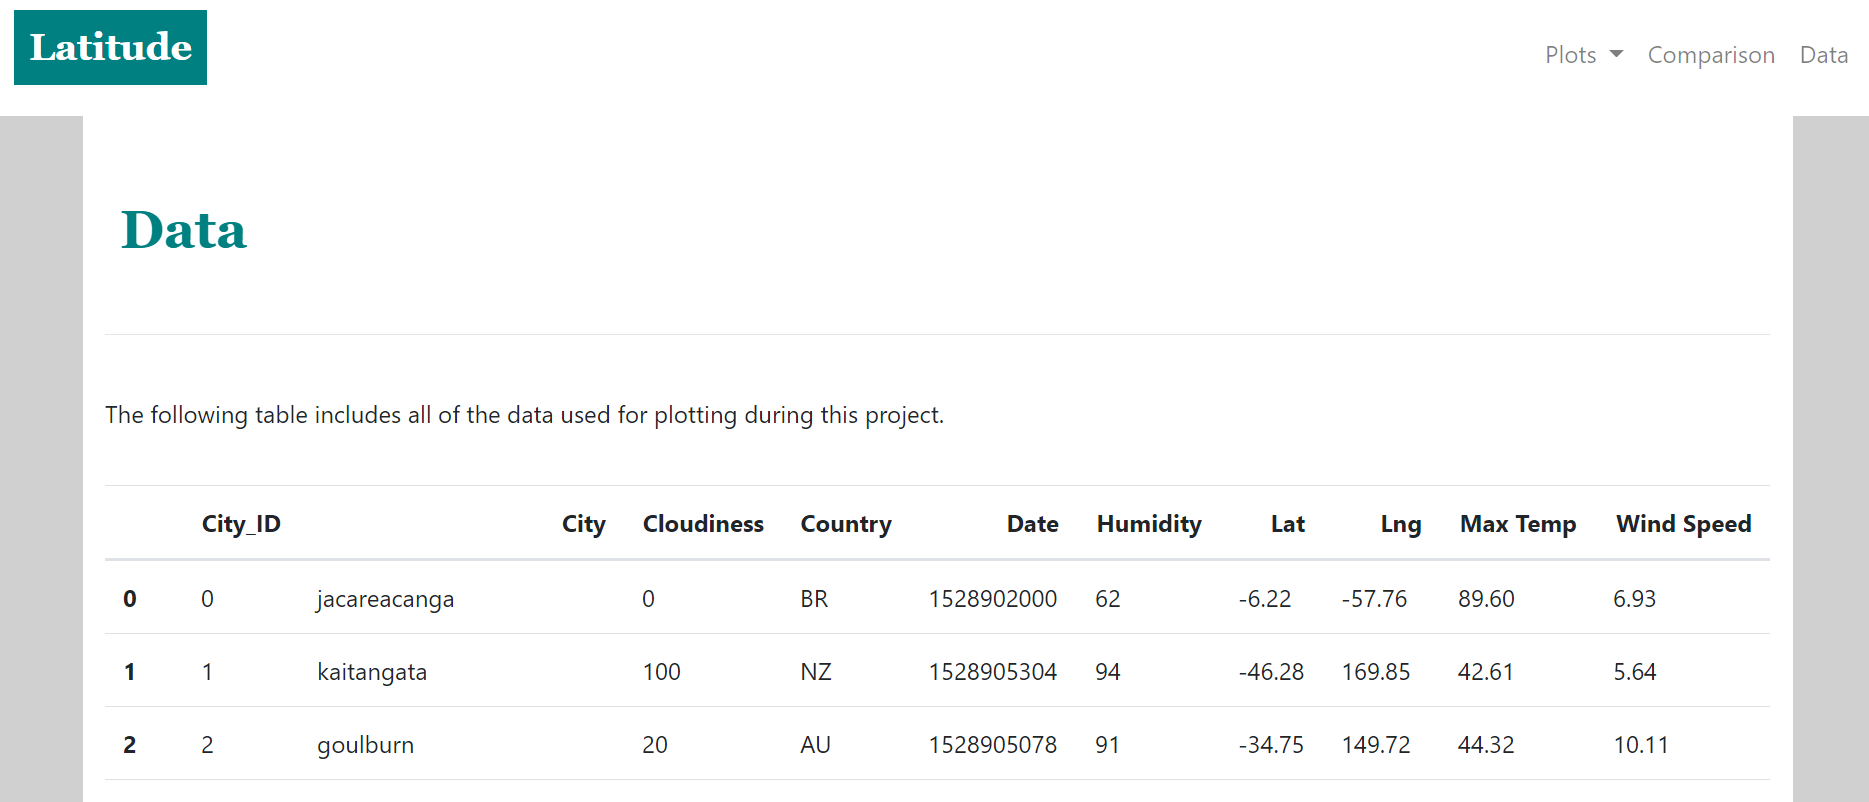 Latitude
Plots Comparison Data
Data
The following table includes all of the data used for plotting during this project.
City_ID City Cloudiness Country Date Humidity Lat Lng Max Temp Wind Speed
0 0 jacareacanga 0 BR 1528902000 62 -6.22 -57.76 89.60 6.93
1 1 kaitangata 100 NZ 1528905304 94 -46.28 169.85 42.61 5.64
2 2 goulburn 20 AU 1528905078 91 -34.75 149.72 44.32 10.11